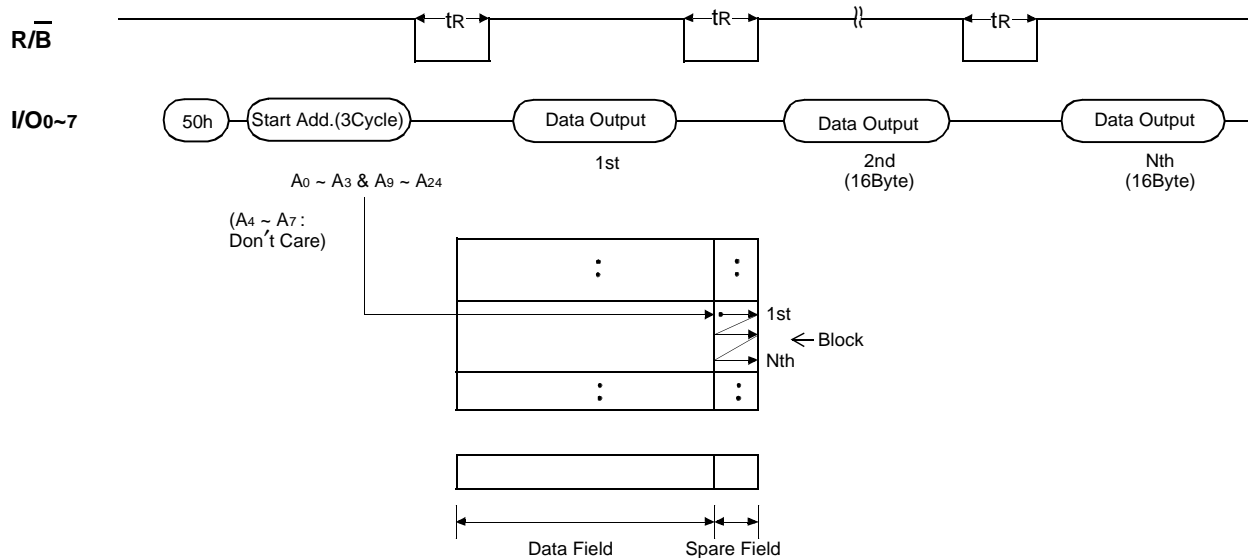 R/B
tR
tR
tR
I/O0~7
50h
Start Add.(3Cycle)
Data Output
Data Output
Data Output
1st
2nd
(16Byte)
Nth
(16Byte)
A0 ~ A3 & A9 ~ A24
(A4 ~ A7 :
Don't Care)
1st
Block
Nth
Data Field
Spare Field